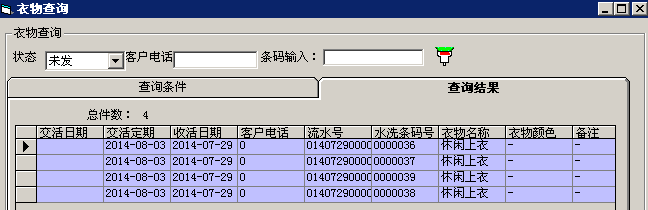 衣物查询
衣物查询
状态 未发 客户电话 条码输入：
查询条件 查询结果
总件数： 4
交活日期 交活定期 收活日期 客户电话 流水号 水洗条码号 衣物名称 衣物颜色 备注
2014-08-03 2014-07-29 0 01407290000 0000036 休闲上衣 - -
2014-08-03 2014-07-29 0 01407290000 0000037 休闲上衣 - -
2014-08-03 2014-07-29 0 01407290000 0000039 休闲上衣 - -
2014-08-03 2014-07-29 0 01407290000 0000038 休闲上衣 - -